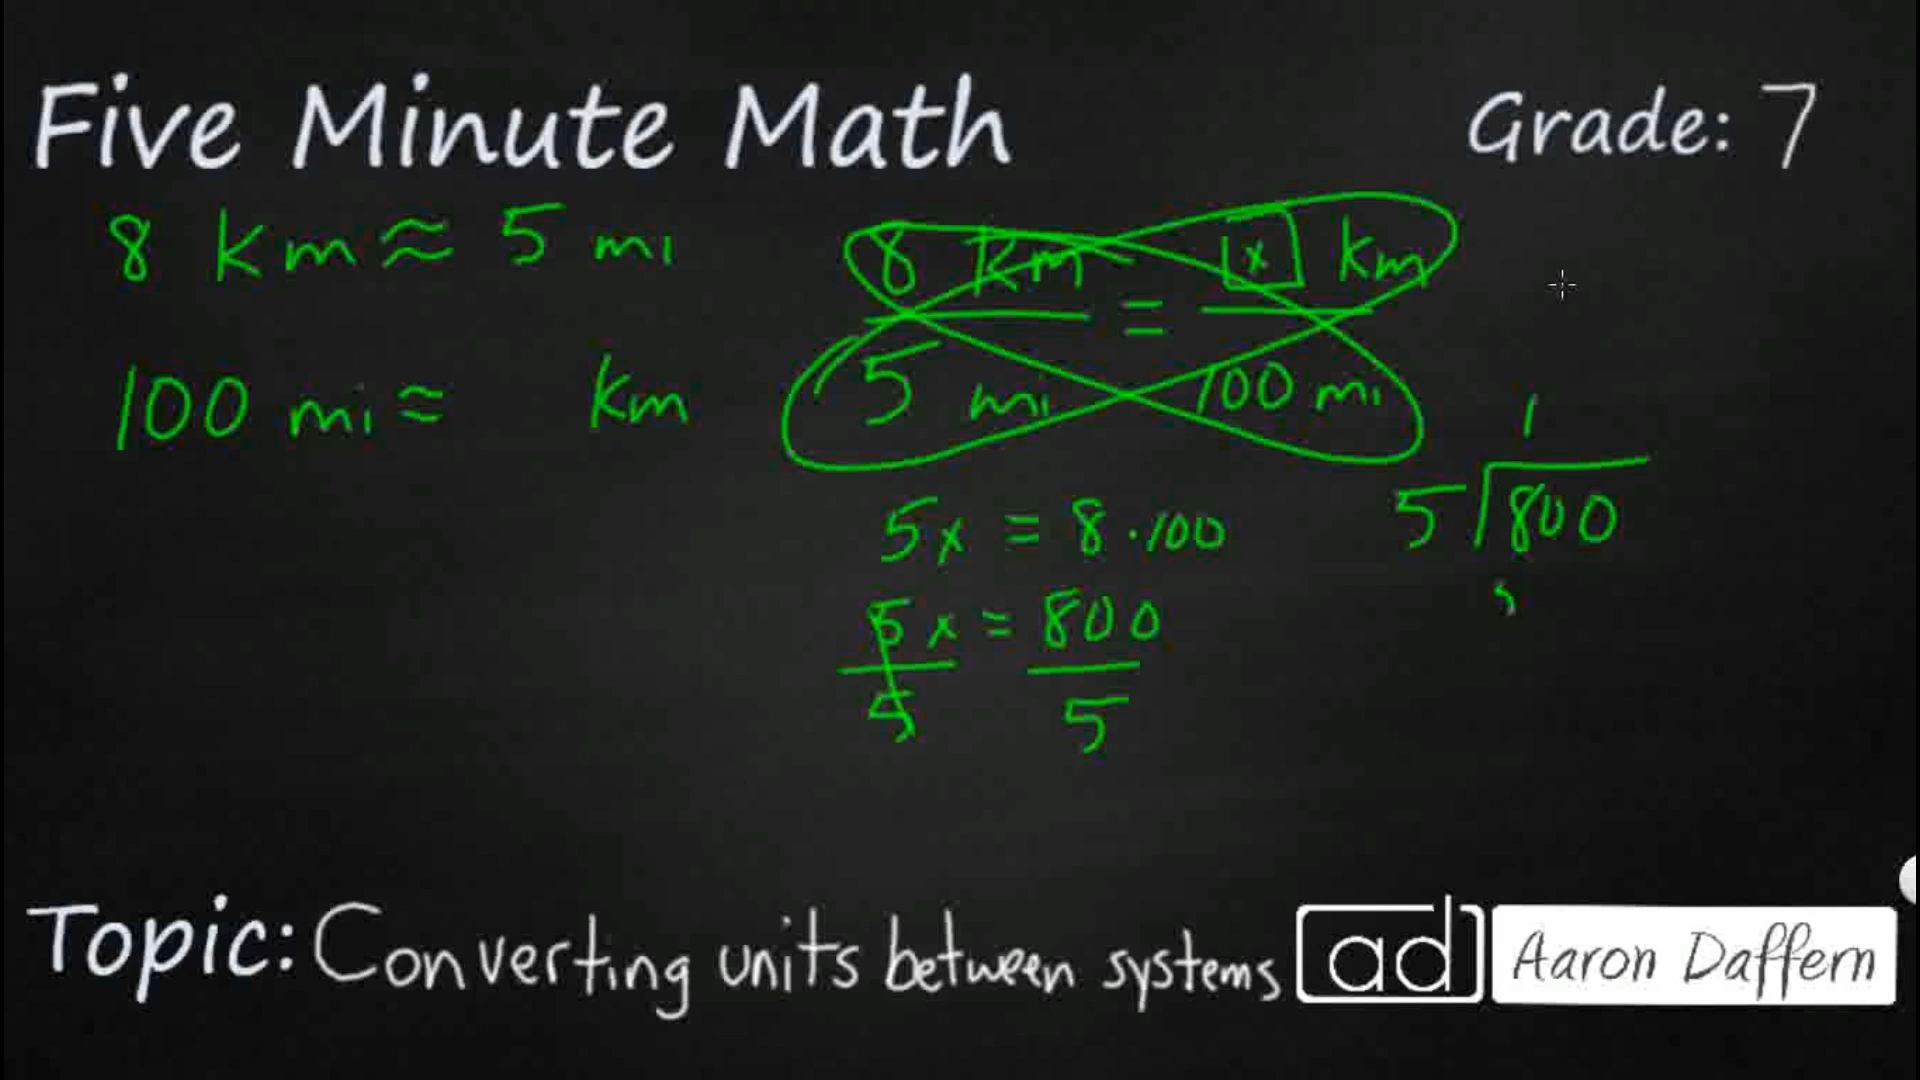 Five Minute Math
Grade: 7
8 km ≈ 5 mi
100 mi ≈ km
8 km = x km
5 mi 100 mi
5x = 8 · 100
5x = 800
5 5
1
5 800
5
Topic: Converting units between systems
ad Aaron Daffern